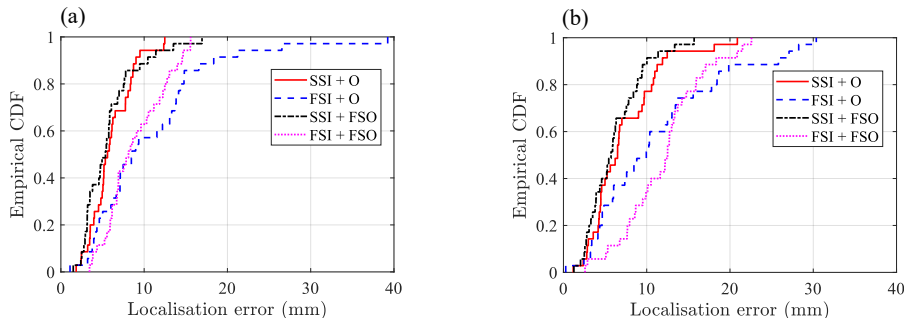 (a)
Empirical CDF
1
0.8
0.6
0.4
0.2
0
0 10 20 30 40
Localisation error (mm)
SSI + O
FSI + O
SSI + FSO
FSI + FSO
(b)
Empirical CDF
1
0.8
0.6
0.4
0.2
0
0 10 20 30 40
Localisation error (mm)
SSI + O
FSI + O
SSI + FSO
FSI + FSO